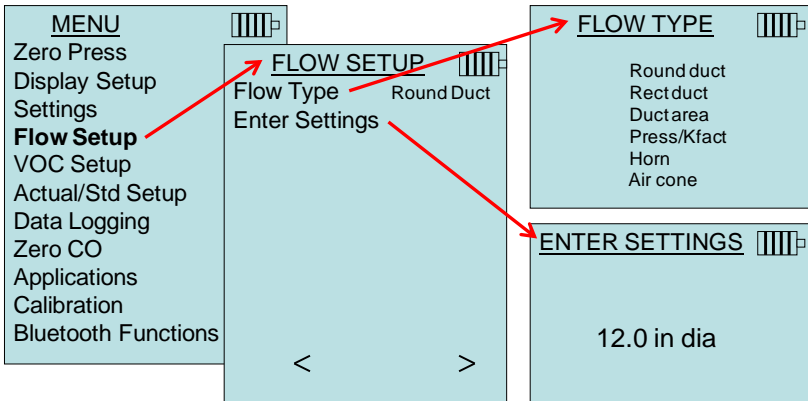 MENU
Zero Press
Display Setup
Settings
Flow Setup
VOC Setup
Actual/Std Setup
Data Logging
Zero CO
Applications
Calibration
Bluetooth Functions
FLOW SETUP
Flow Type Round Duct
Enter Settings
< >
FLOW TYPE
Round duct
Rect duct
Duct area
Press/Kfact
Horn
Air cone
ENTER SETTINGS
12.0 in dia